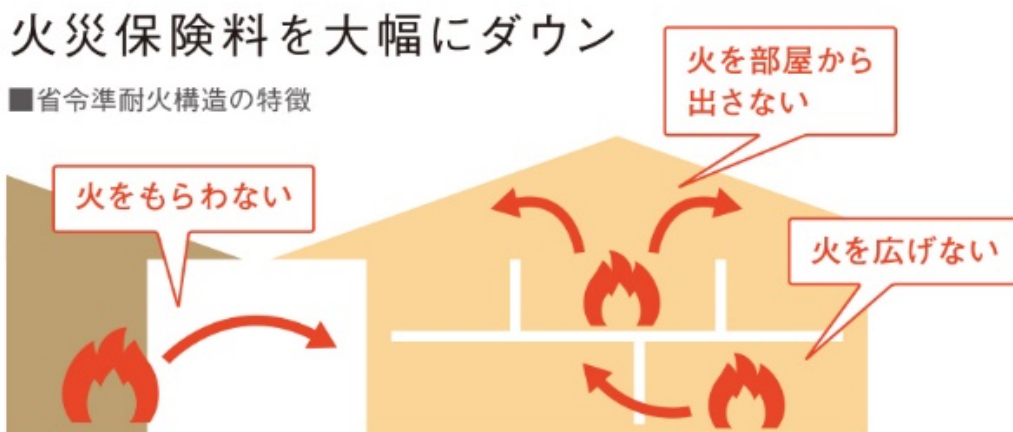 火災保険料を大幅にダウン
■省令準耐火構造の特徴
火を部屋から
出さない
火をもらわない
火を広げない